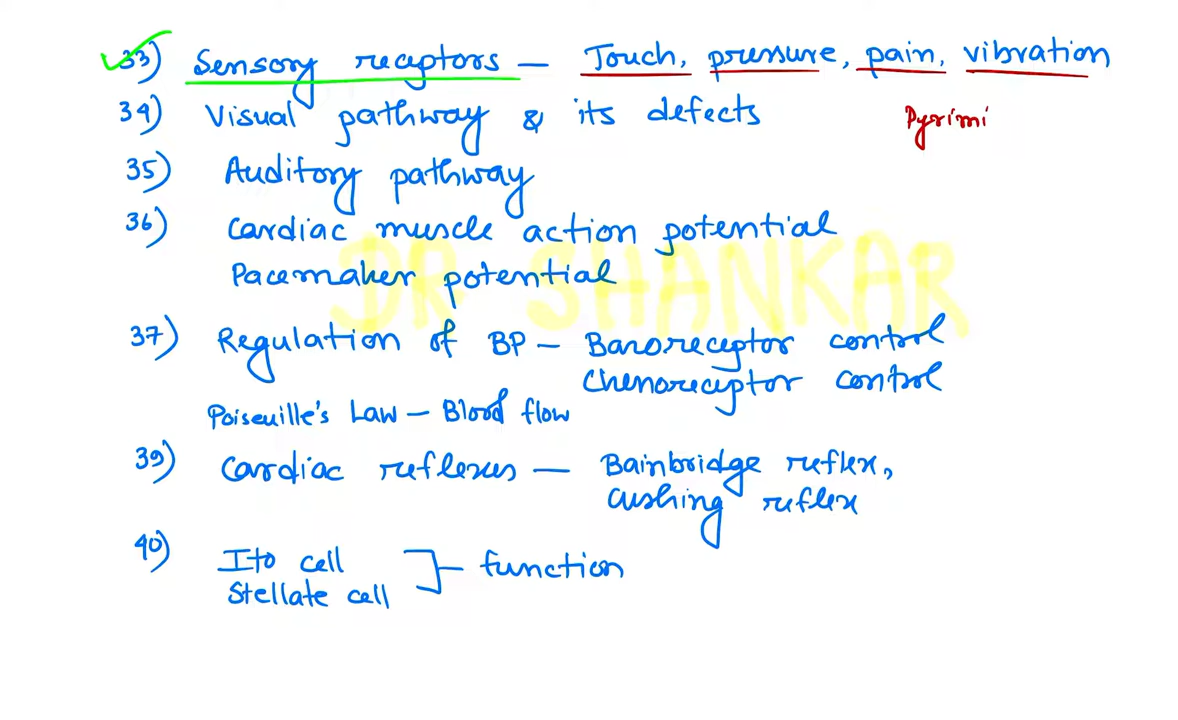 33) Sensory receptors — Touch, pressure, pain, vibration
34) Visual pathway & its defects
Pyrimi
35) Auditory pathway
36) Cardiac muscle action potential
Pacemaker potential
DR SHANKAR
37) Regulation of BP — Baroreceptor control
Chemoreceptor control
Poiseuille's Law — Blood flow
39) Cardiac reflexes — Bainbridge reflex,
Cushing reflex
40) Ito cell
Stellate cell } — function